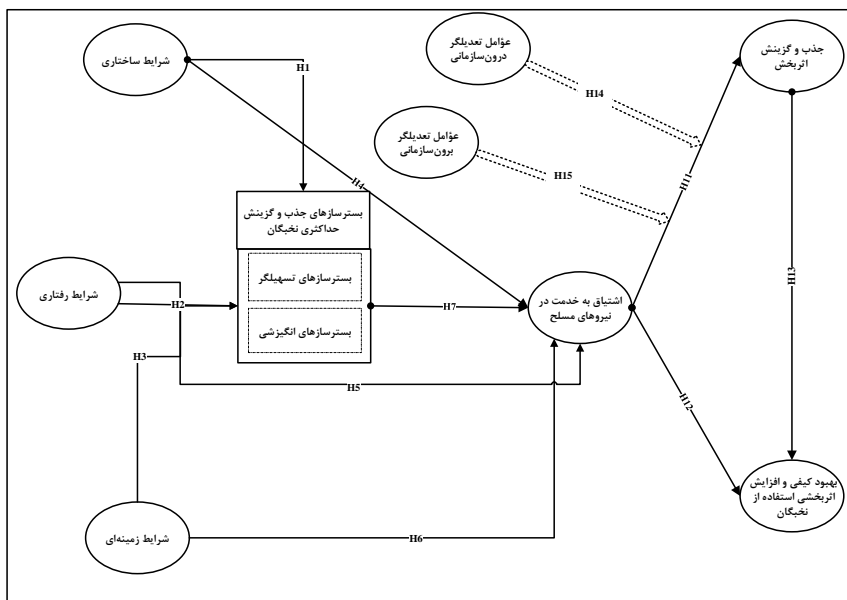 عوامل تعدیلگر
درون‌سازمانی
جذب و گزینش
اثربخش
شرایط ساختاری
H1
H14
عوامل تعدیلگر
برون‌سازمانی
H15
H4
H11
بسترسازهای جذب و گزینش
حداکثری نخبگان
بسترسازهای تسهیلگر
شرایط رفتاری
H2
H7
اشتیاق به خدمت در
نیروهای مسلح
H13
بسترسازهای انگیزشی
H3
H5
H12
بهبود کیفی و افزایش
اثربخشی استفاده از
نخبگان
شرایط زمینه‌ای
H6